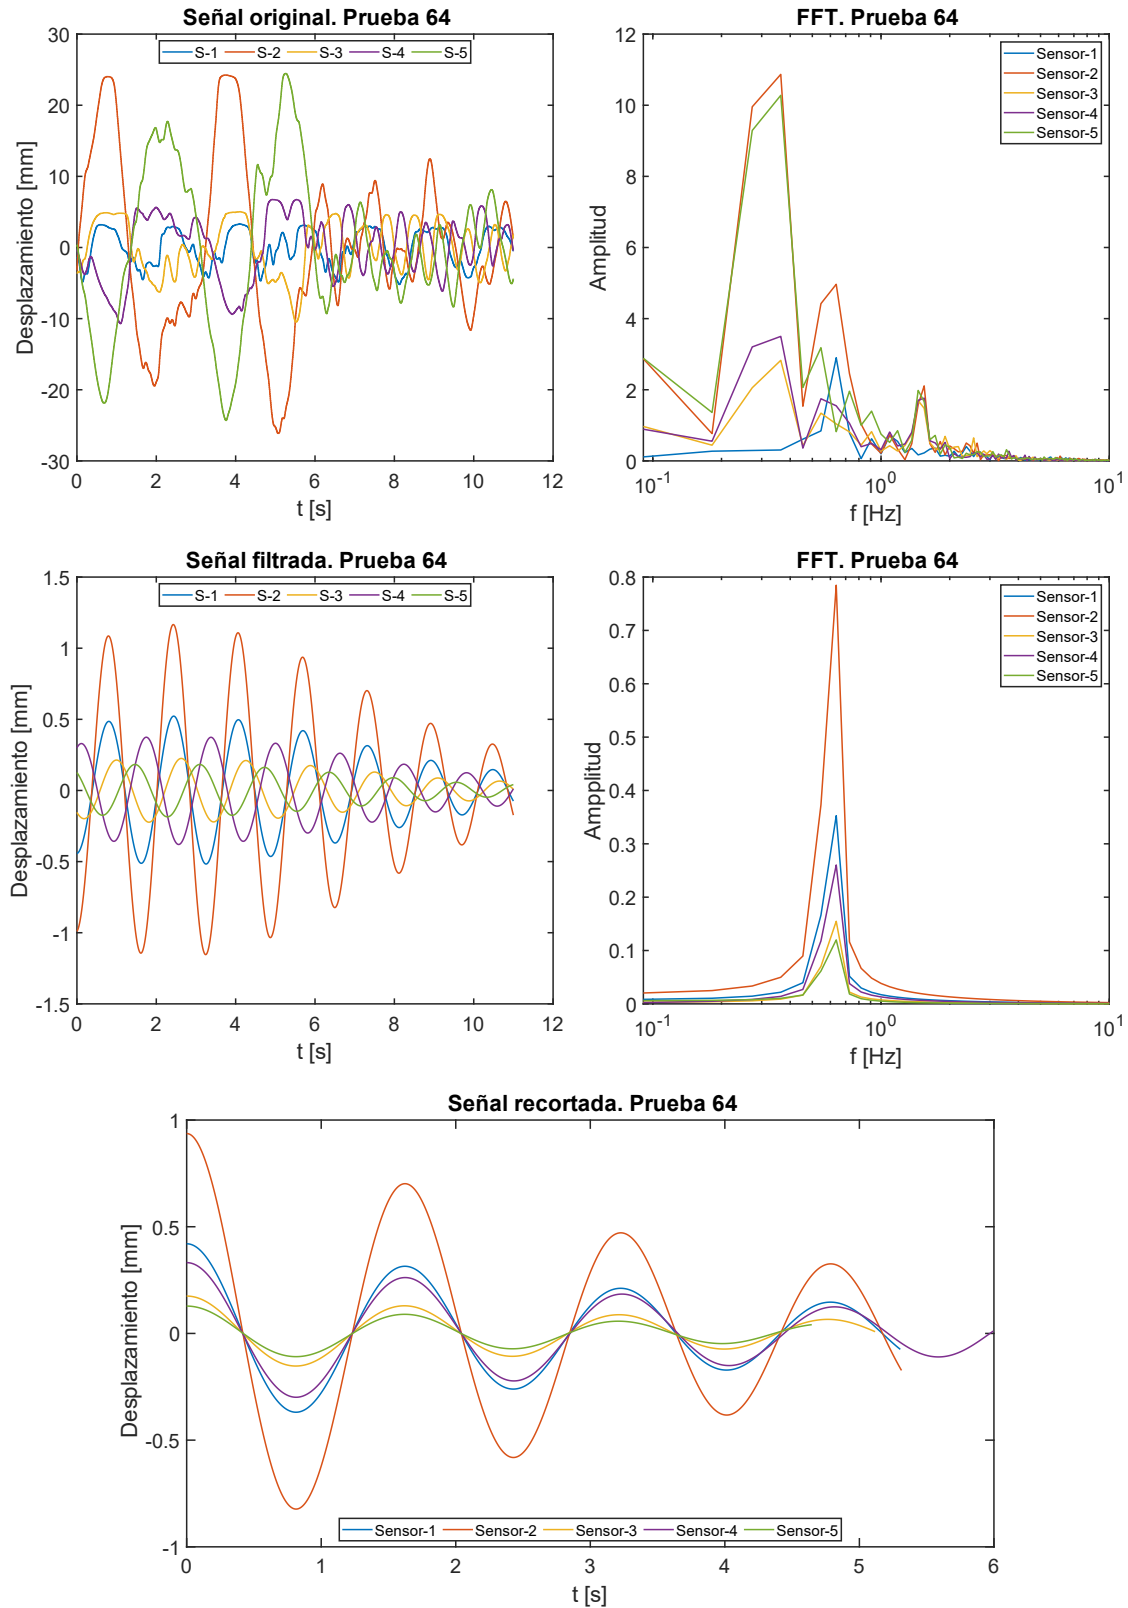 Señal original. Prueba 64
S-1 S-2 S-3 S-4 S-5
30
20
10
0
-10
-20
-30
Desplazamiento [mm]
0 2 4 6 8 10 12
t [s]
FFT. Prueba 64
Sensor-1
Sensor-2
Sensor-3
Sensor-4
Sensor-5
12
10
8
6
4
2
0
Amplitud
10^-1 10^0 10^1
f [Hz]
Señal filtrada. Prueba 64
S-1 S-2 S-3 S-4 S-5
1.5
1
0.5
0
-0.5
-1
-1.5
Desplazamiento [mm]
0 2 4 6 8 10 12
t [s]
FFT. Prueba 64
Sensor-1
Sensor-2
Sensor-3
Sensor-4
Sensor-5
0.8
0.7
0.6
0.5
0.4
0.3
0.2
0.1
0
Ampplitud
10^-1 10^0 10^1
f [Hz]
Señal recortada. Prueba 64
1
0.5
0
-0.5
-1
Desplazamiento [mm]
Sensor-1 Sensor-2 Sensor-3 Sensor-4 Sensor-5
0 1 2 3 4 5 6
t [s]